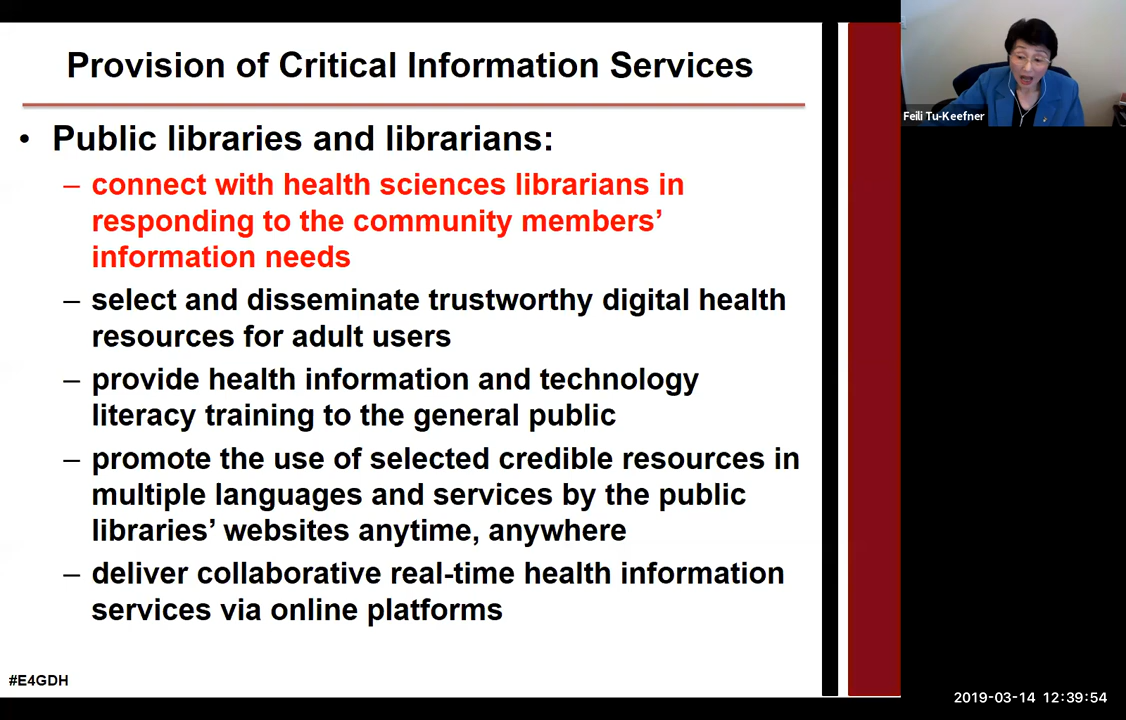 Provision of Critical Information Services
• Public libraries and librarians:
– connect with health sciences librarians in
responding to the community members’
information needs
– select and disseminate trustworthy digital health
resources for adult users
– provide health information and technology
literacy training to the general public
– promote the use of selected credible resources in
multiple languages and services by the public
libraries’ websites anytime, anywhere
– deliver collaborative real-time health information
services via online platforms
#E4GDH
Feili Tu-Keefner
2019-03-14 12:39:54